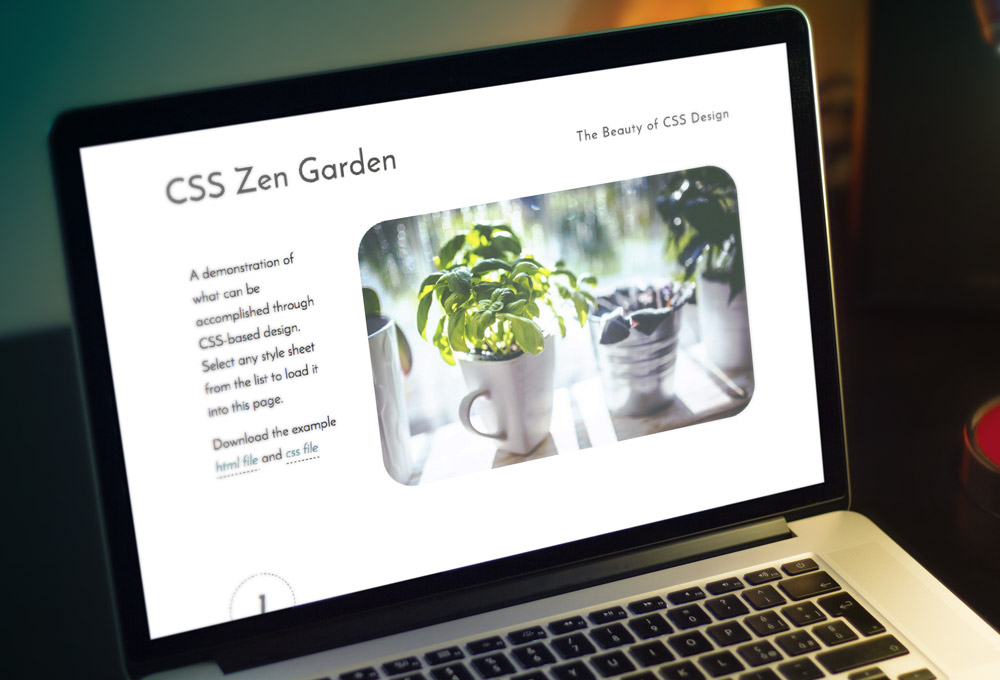 CSS Zen Garden
The Beauty of CSS Design
A demonstration of
what can be
accomplished through
CSS-based design.
Select any style sheet
from the list to load it
into this page.
Download the example
html file and css file
1